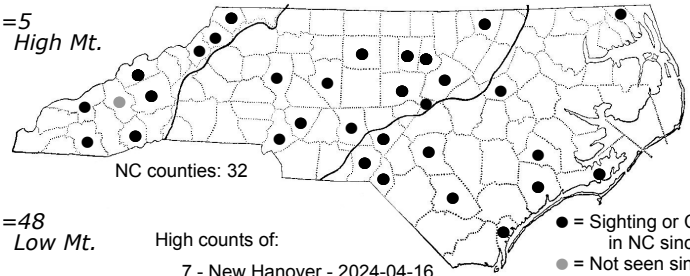 =5
High Mt.
NC counties: 32
=48
Low Mt.
High counts of:
7 - New Hanover - 2024-04-16
= Sighting or
in NC sinc
= Not seen sin